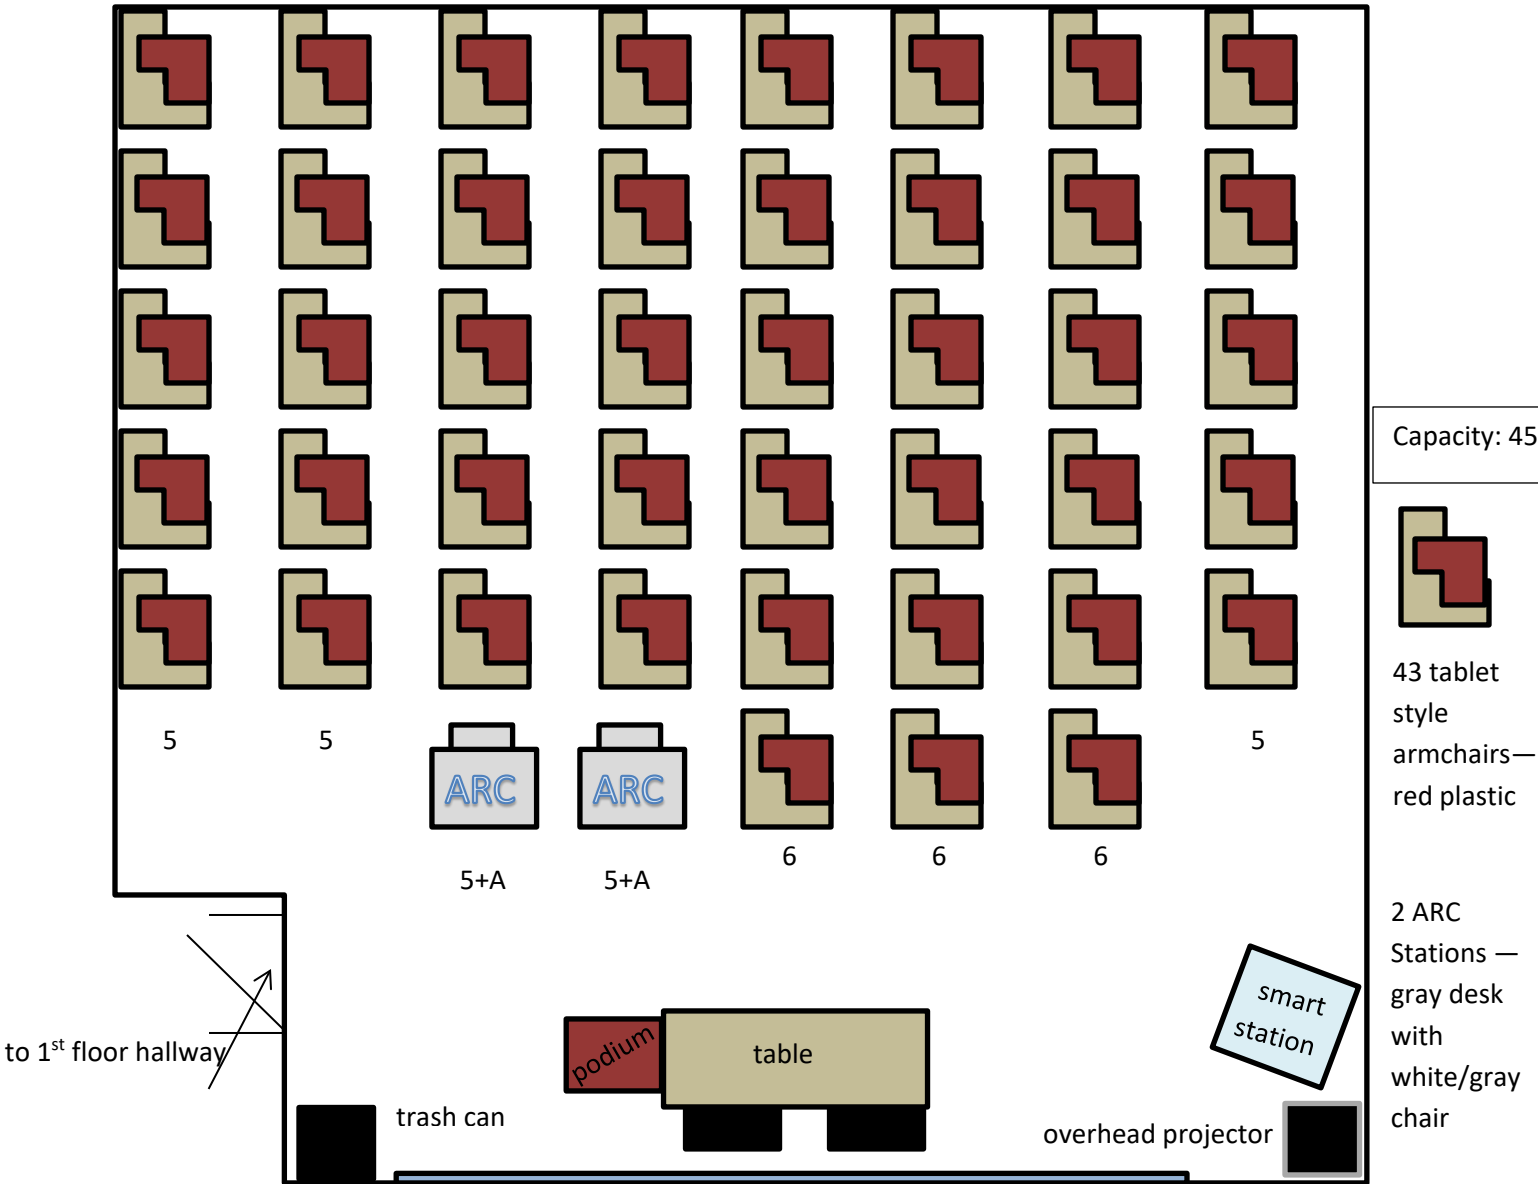 Capacity: 45
43 tablet
style
armchairs—
red plastic
5
5
5
ARC
ARC
6
6
6
5+A
5+A
2 ARC
Stations —
gray desk
with
white/gray
chair
smart
station
podium
table
to 1st floor hallway
trash can
overhead projector